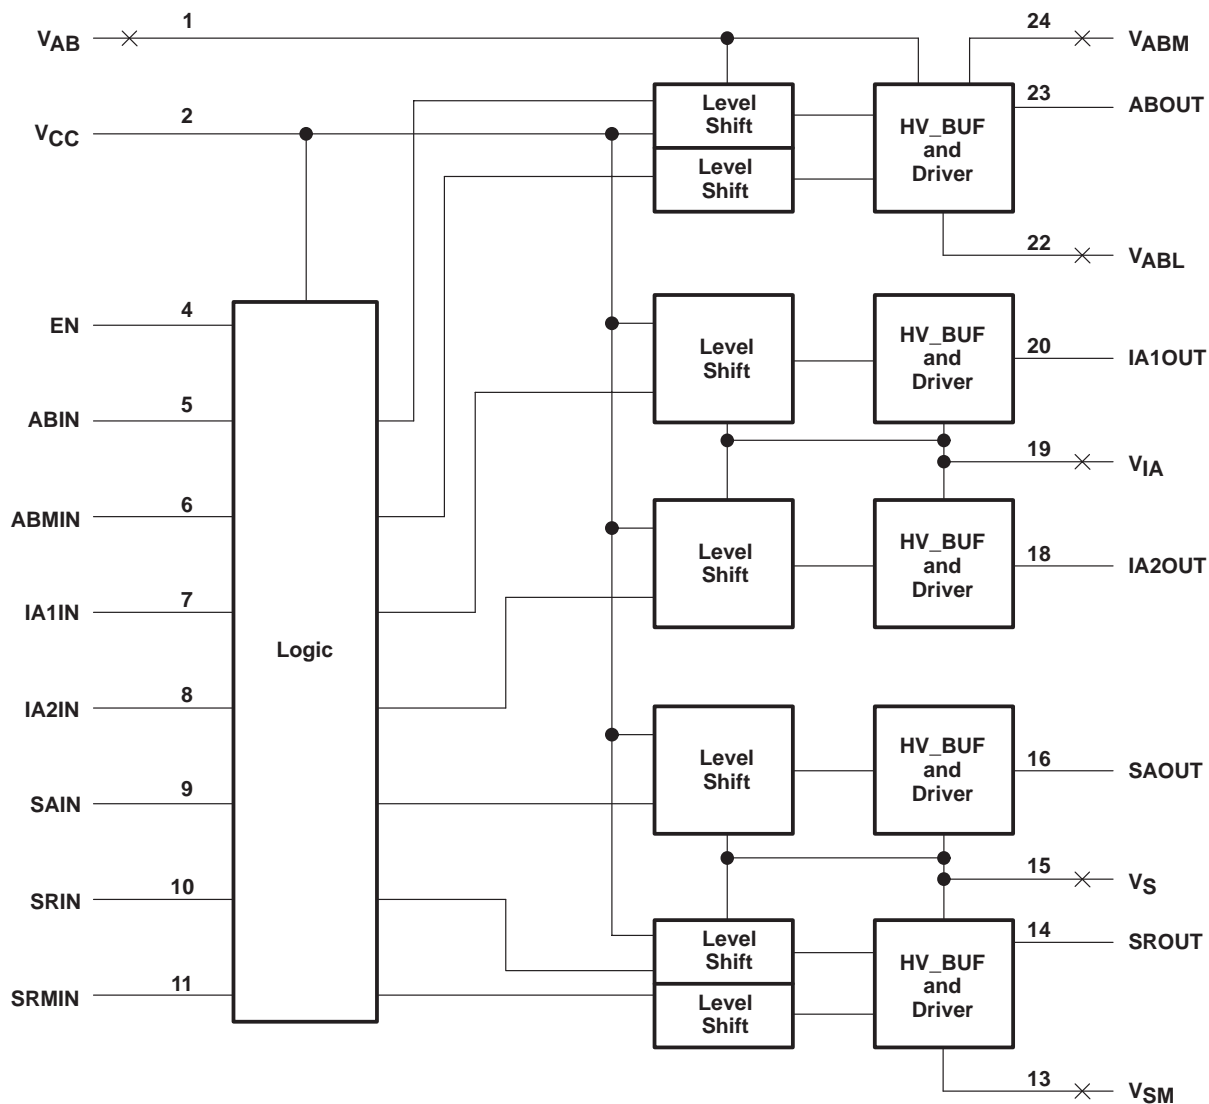 1
24
VAB
VABM
Level
Shift
23
ABOUT
2
VCC
HV_BUF
and
Driver
Level
Shift
22
VABL
4
EN
Level
Shift
HV_BUF
and
Driver
20
IA1OUT
5
ABIN
19
VIA
6
ABMIN
Level
Shift
HV_BUF
and
Driver
18
IA2OUT
7
IA1IN
Logic
8
IA2IN
Level
Shift
HV_BUF
and
Driver
16
SAOUT
9
SAIN
15
VS
10
SRIN
Level
Shift
14
SROUT
HV_BUF
and
Driver
11
SRMIN
Level
Shift
13
VSM